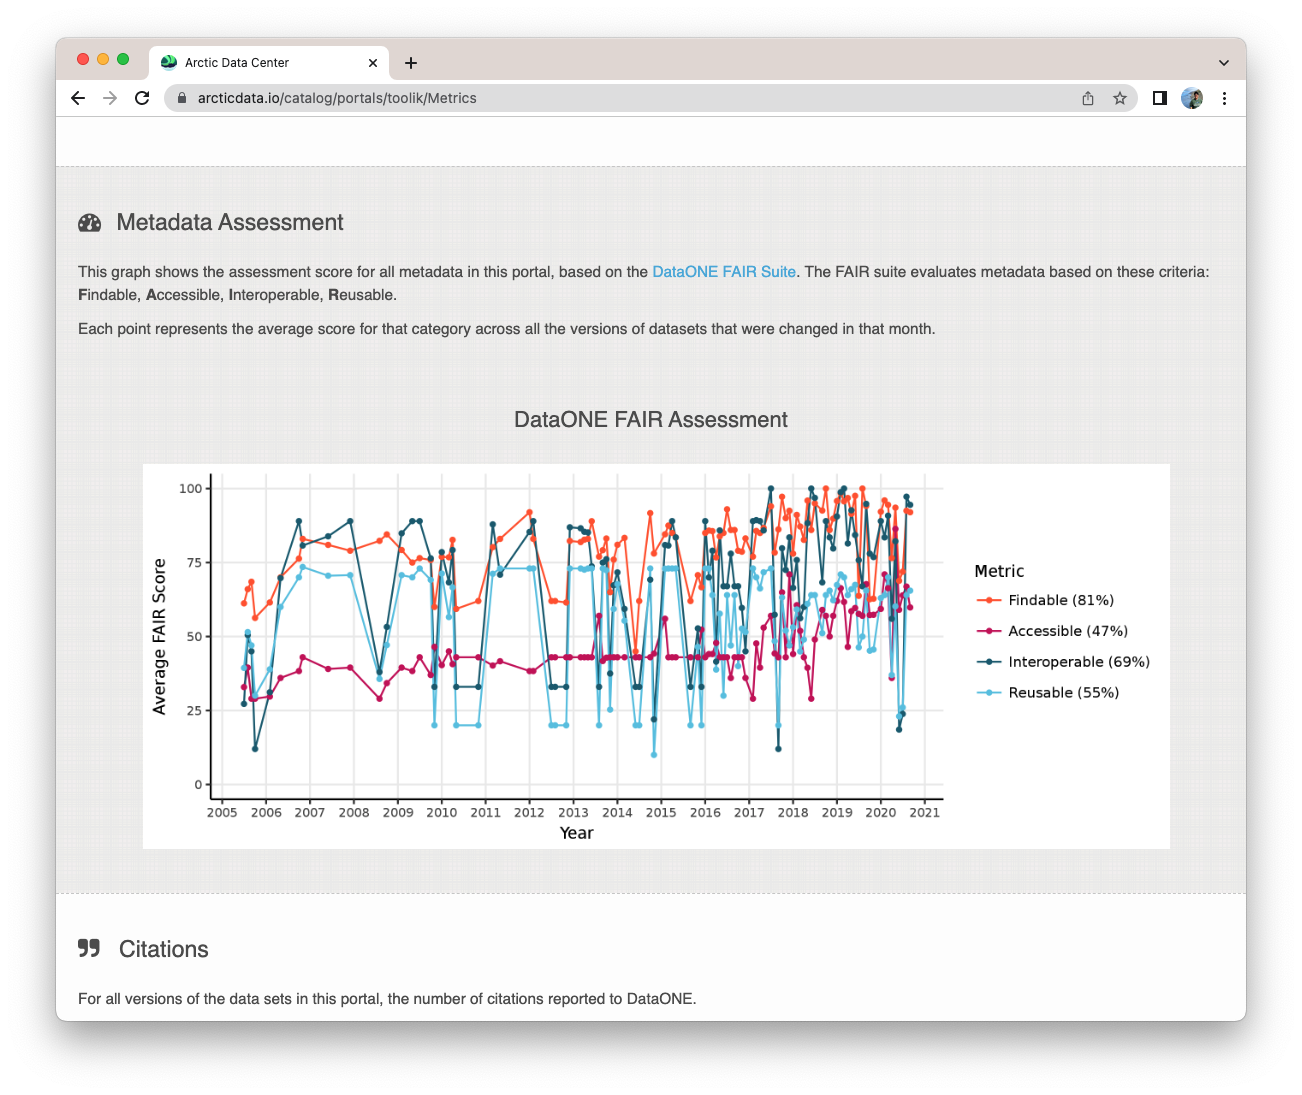 Arctic Data Center
arcticdata.io/catalog/portals/toolik/Metrics
Metadata Assessment
This graph shows the assessment score for all metadata in this portal, based on the DataONE FAIR Suite. The FAIR suite evaluates metadata based on these criteria:
Findable, Accessible, Interoperable, Reusable.
Each point represents the average score for that category across all the versions of datasets that were changed in that month.
DataONE FAIR Assessment
100
75
50
25
0
Average FAIR Score
2005 2006 2007 2008 2009 2010 2011 2012 2013 2014 2015 2016 2017 2018 2019 2020 2021
Year
Metric
Findable (81%)
Accessible (47%)
Interoperable (69%)
Reusable (55%)
Citations
For all versions of the data sets in this portal, the number of citations reported to DataONE.